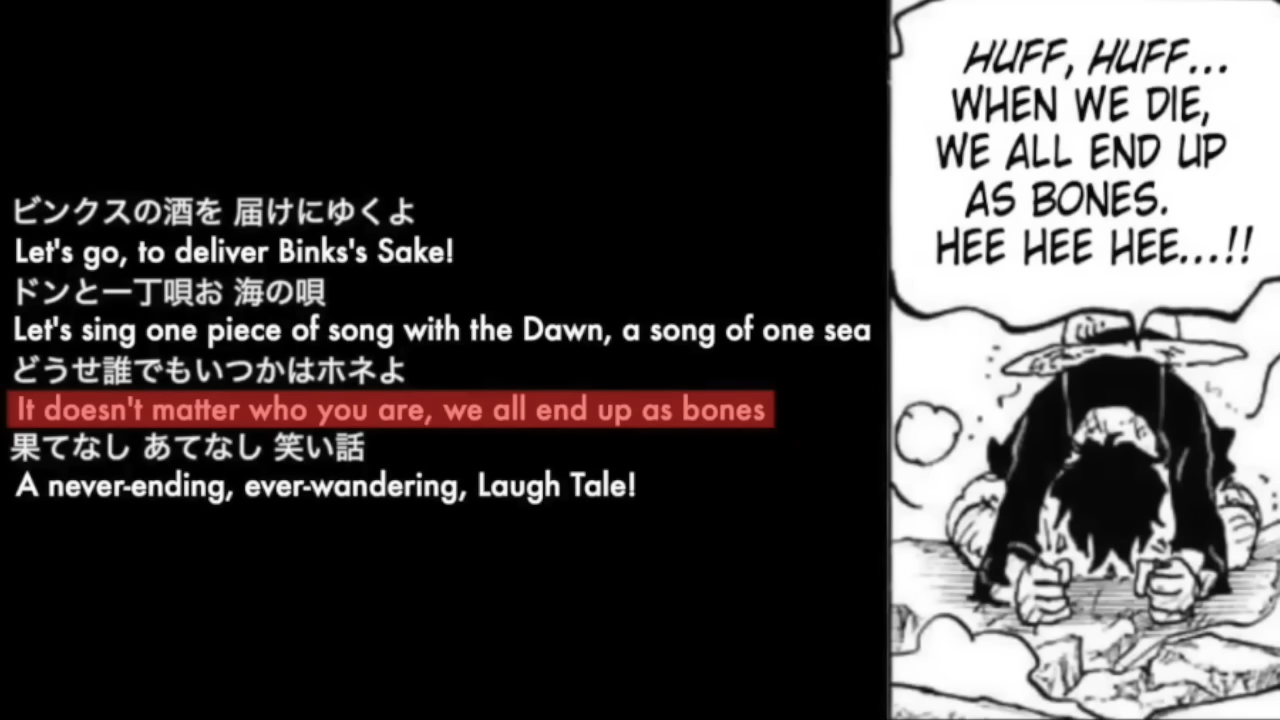 ビンクスの酒を 届けにゆくよ
Let's go, to deliver Binks's Sake!
ドンと一丁唄お 海の唄
Let's sing one piece of song with the Dawn, a song of one sea
どうせ誰でもいつかはホネよ
It doesn't matter who you are, we all end up as bones
果てなし あてなし 笑い話
A never-ending, ever-wandering, Laugh Tale!
HUFF, HUFF...
WHEN WE DIE,
WE ALL END UP
AS BONES.
HEE HEE HEE...!!